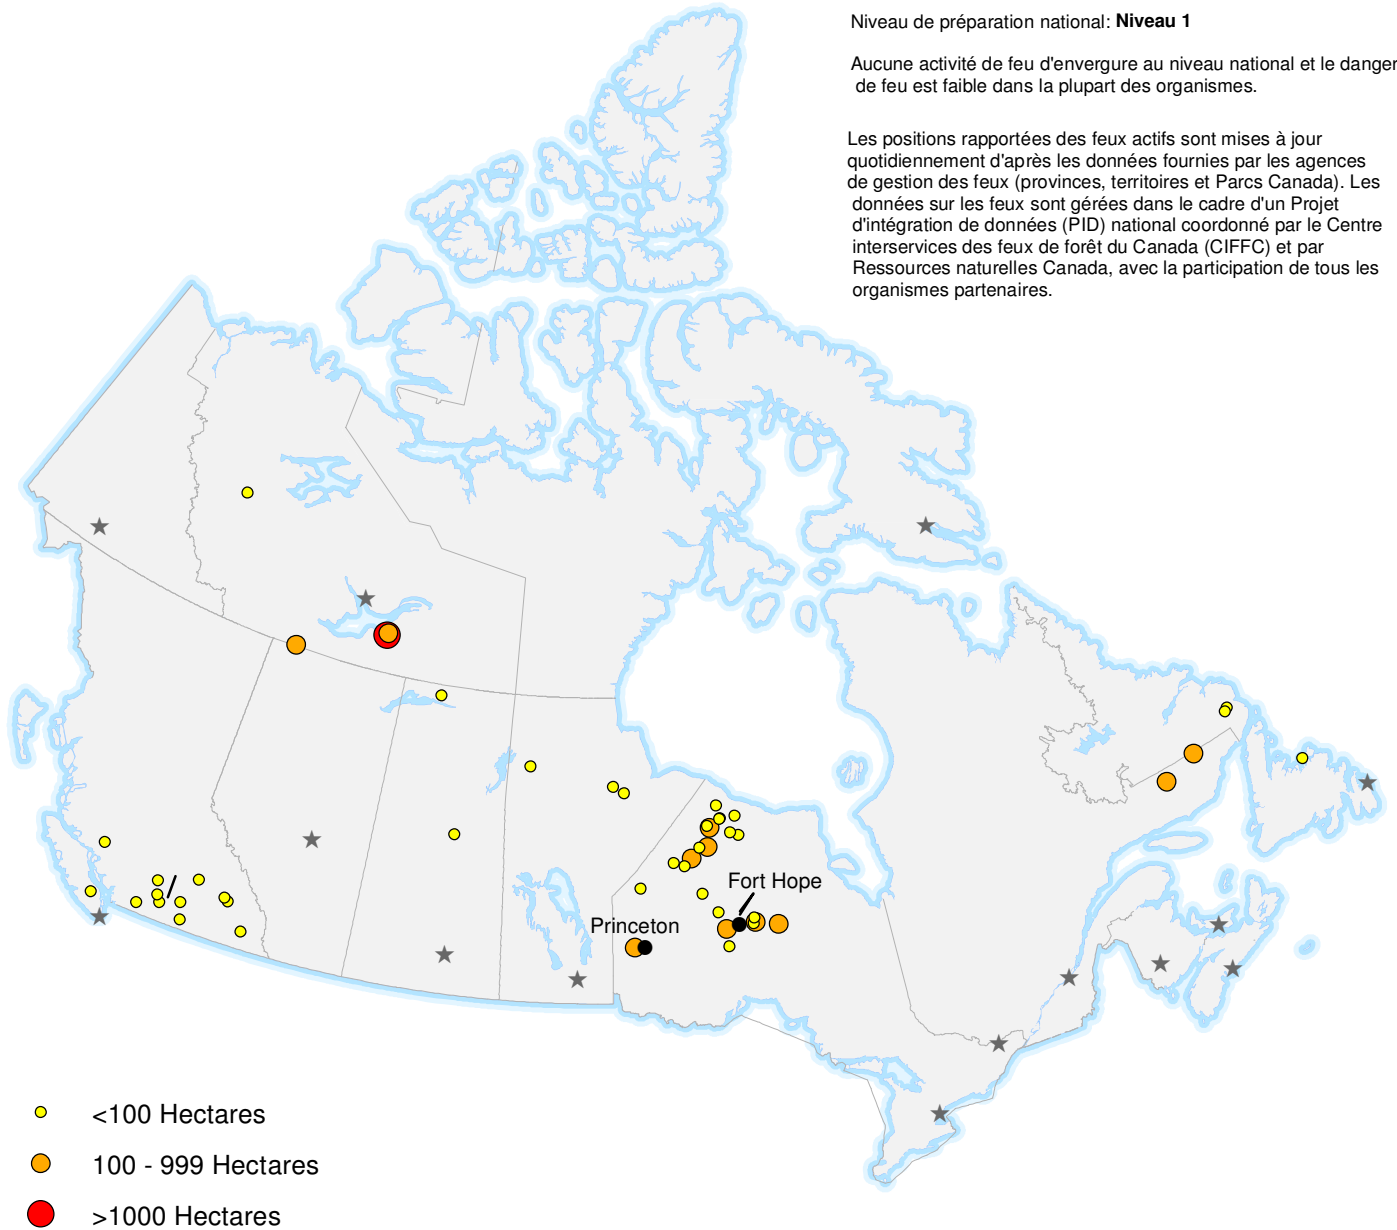 Niveau de préparation national: Niveau 1
Aucune activité de feu d'envergure au niveau national et le danger
de feu est faible dans la plupart des organismes.
Les positions rapportées des feux actifs sont mises à jour
quotidiennement d'après les données fournies par les agences
de gestion des feux (provinces, territoires et Parcs Canada). Les
données sur les feux sont gérées dans le cadre d'un Projet
d'intégration de données (PID) national coordonné par le Centre
interservices des feux de forêt du Canada (CIFFC) et par
Ressources naturelles Canada, avec la participation de tous les
organismes partenaires.
Fort Hope
Princeton
<100 Hectares
100 - 999 Hectares
>1000 Hectares